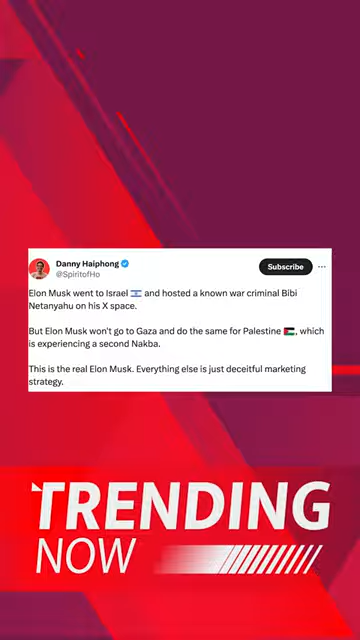 Danny Haiphong
@SpiritofHo
Subscribe
Elon Musk went to Israel 🇮🇱 and hosted a known war criminal Bibi
Netanyahu on his X space.
But Elon Musk won't go to Gaza and do the same for Palestine 🇵🇸, which
is experiencing a second Nakba.
This is the real Elon Musk. Everything else is just deceitful marketing
strategy.
TRENDING
NOW